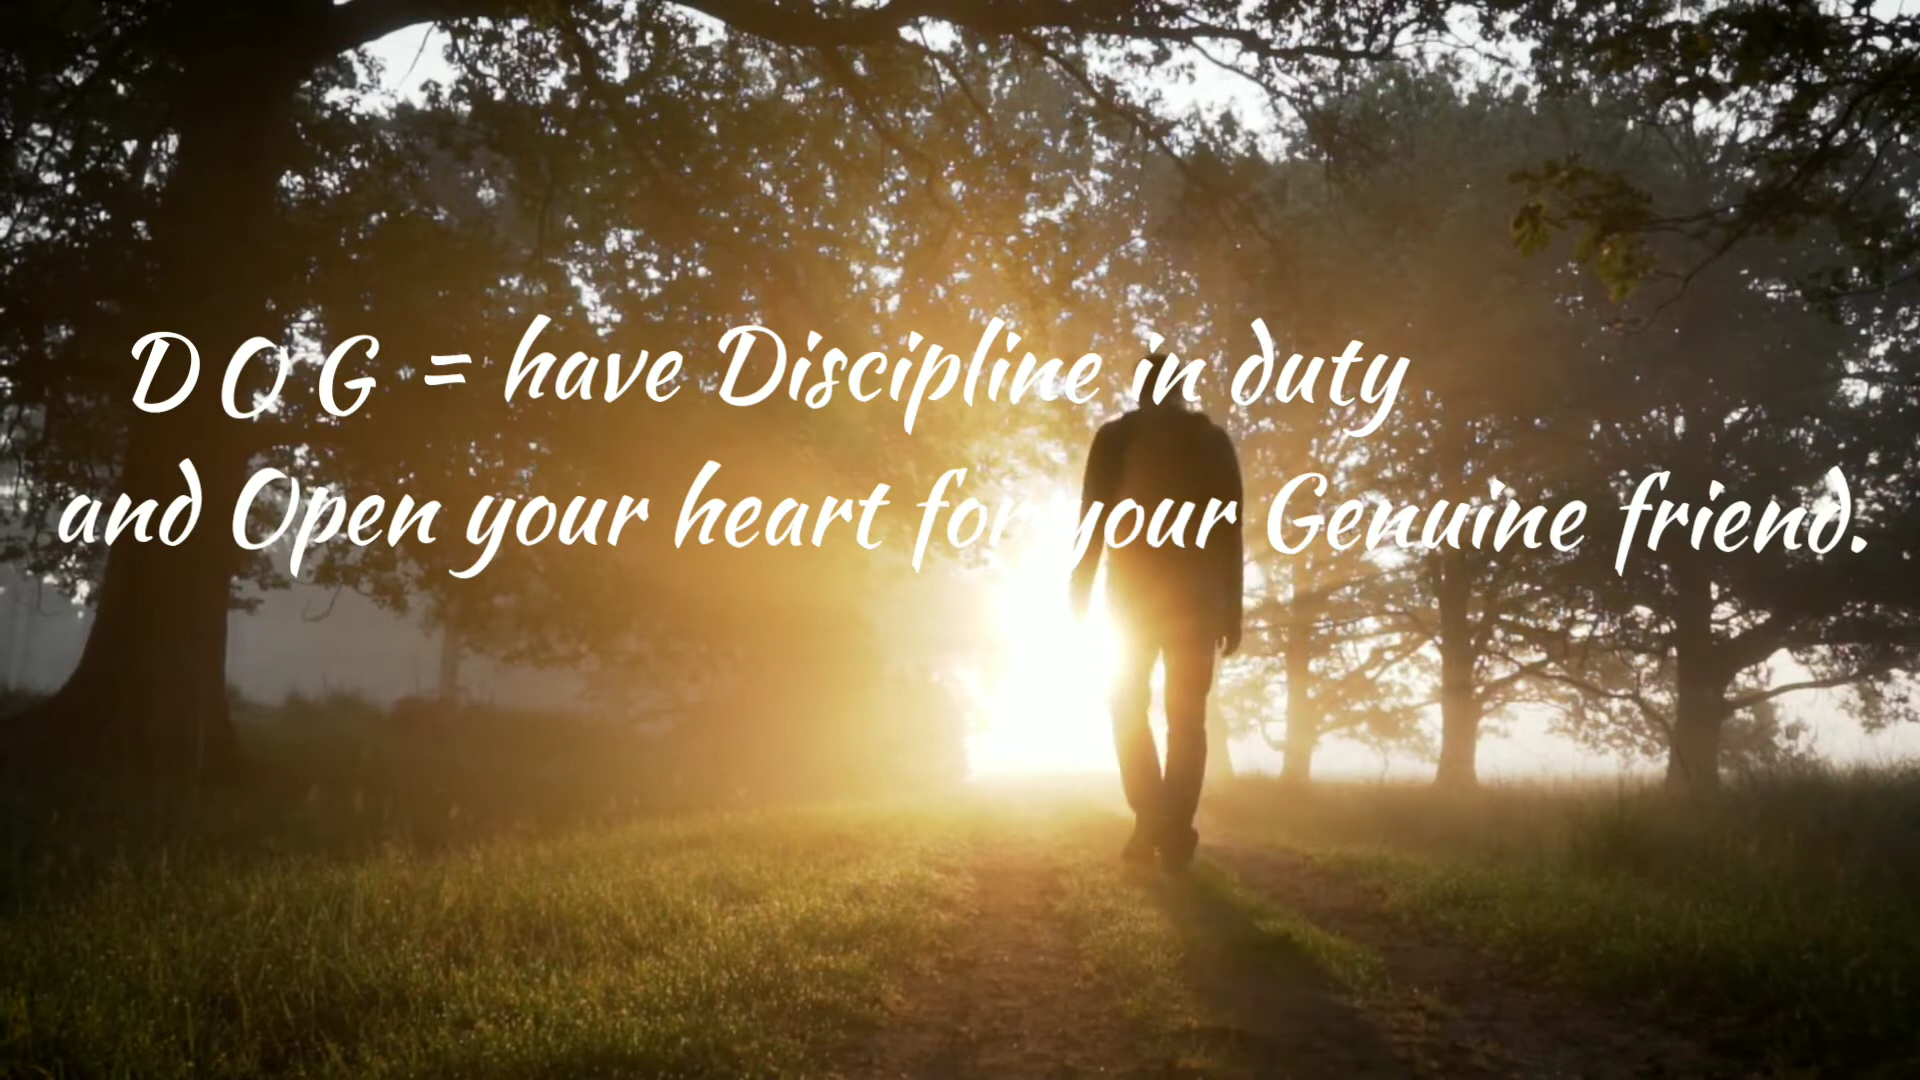 D O G = have Discipline in duty
and Open your heart for your Genuine friend.